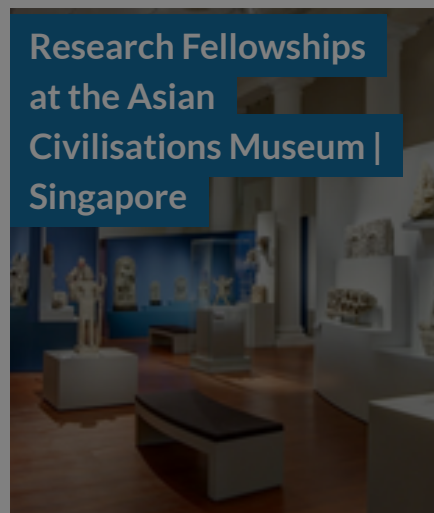 Research Fellowships
at the Asian
Civilisations Museum |
Singapore